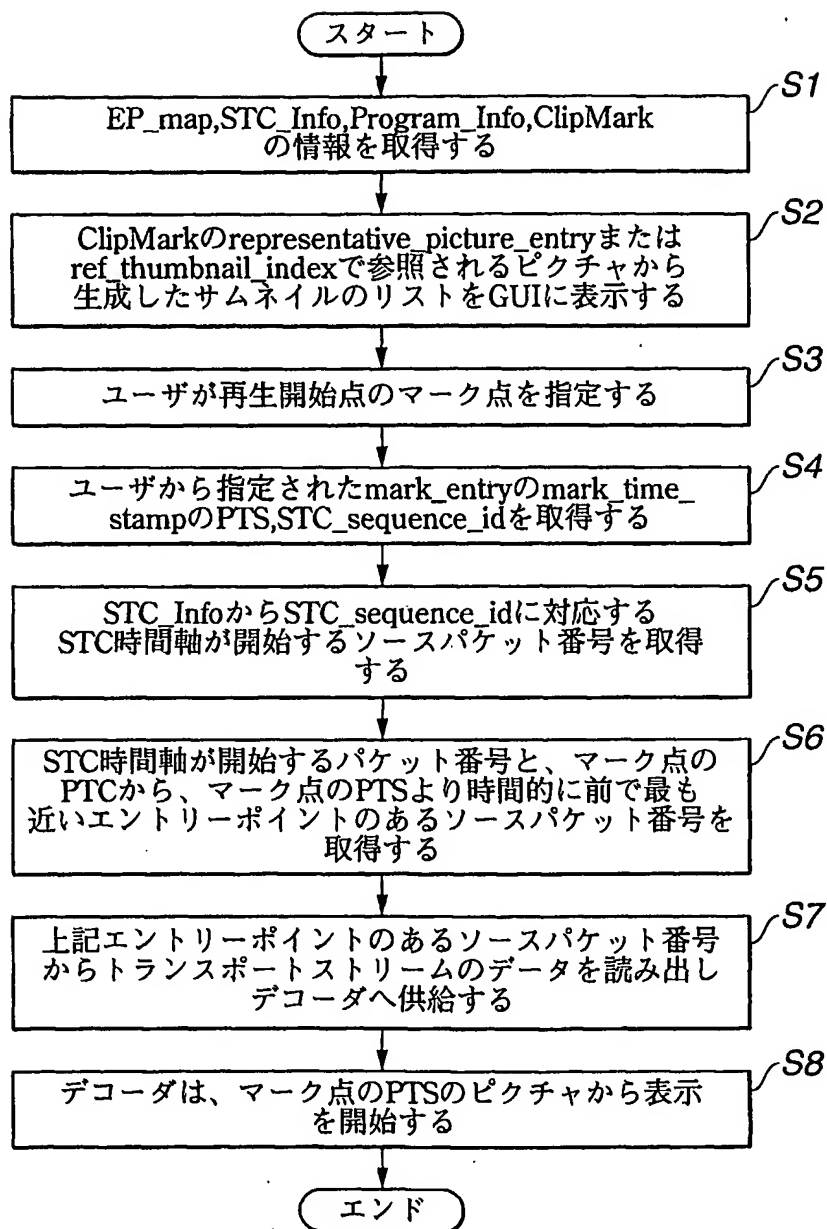 スタート
S1
EP_map,STC_Info,Program_Info,ClipMark
の情報を取得する
S2
ClipMarkのrepresentative_picture_entryまたは
ref_thumbnail_indexで参照されるピクチャから
生成したサムネイルのリストをGUIに表示する
S3
ユーザが再生開始点のマーク点を指定する
S4
ユーザから指定されたmark_entryのmark_time_
stampのPTS,STC_sequence_idを取得する
S5
STC_InfoからSTC_sequence_idに対応する
STC時間軸が開始するソースパケット番号を取得
する
S6
STC時間軸が開始するパケット番号と、マーク点の
PTCから、マーク点のPTSより時間的に前で最も
近いエントリーポイントのあるソースパケット番号を
取得する
S7
上記エントリーポイントのあるソースパケット番号
からトランスポートストリームのデータを読み出し
デコーダへ供給する
S8
デコーダは、マーク点のPTSのピクチャから表示
を開始する
エンド